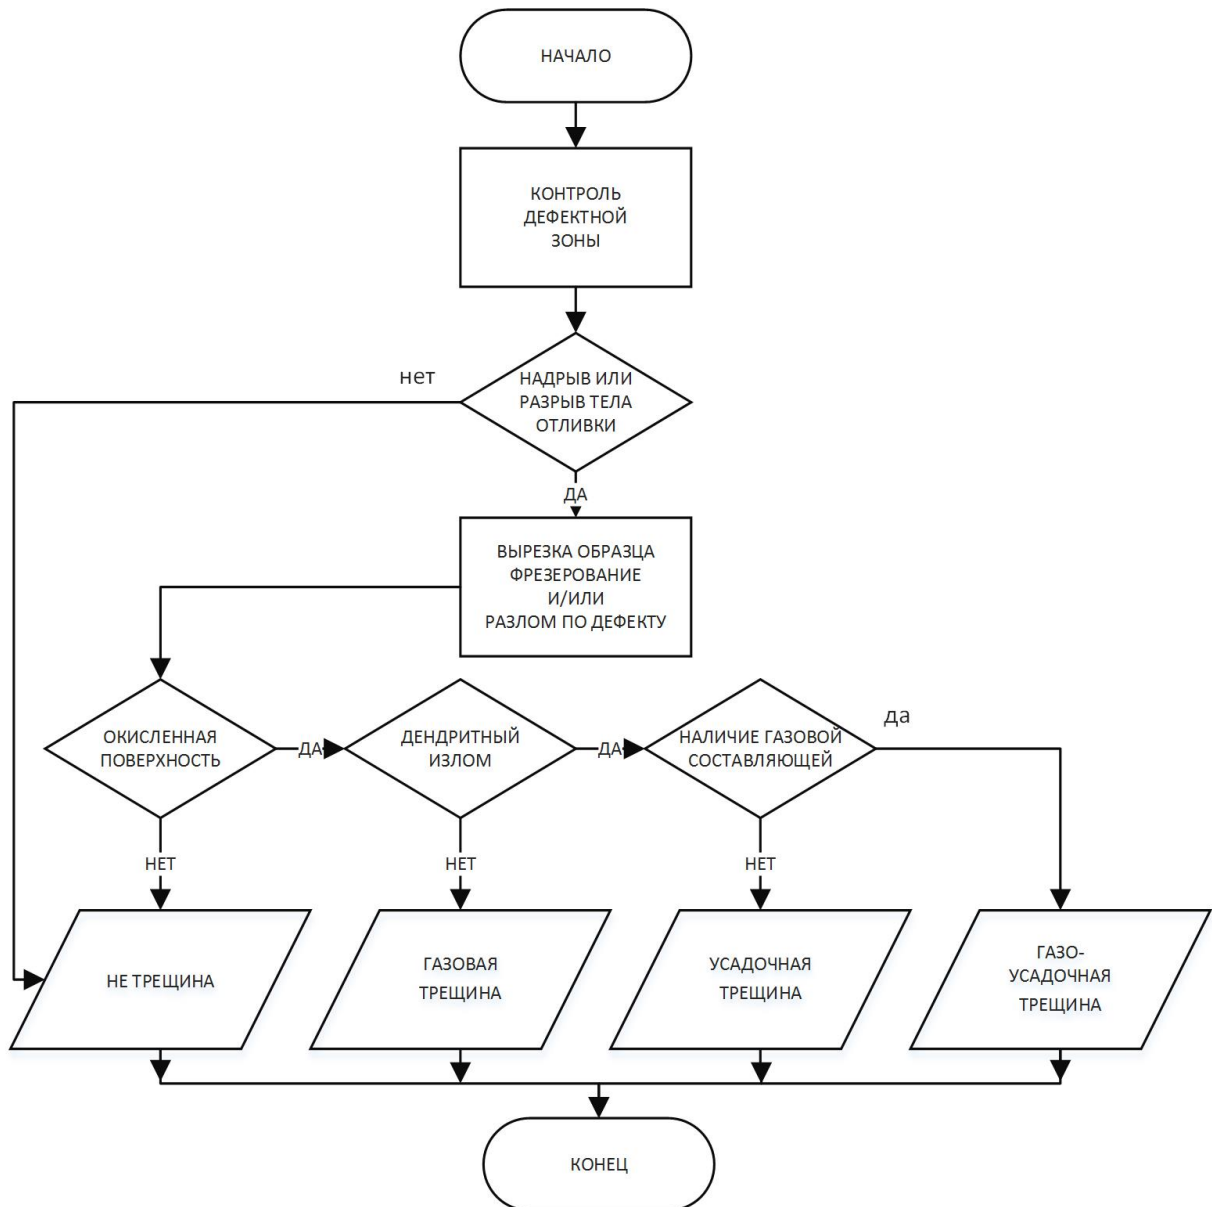 НАЧАЛО
КОНТРОЛЬ
ДЕФЕКТНОЙ
ЗОНЫ
нет
НАДРЫВ ИЛИ
РАЗРЫВ ТЕЛА
ОТЛИВКИ
ДА
ВЫРЕЗКА ОБРАЗЦА
ФРЕЗЕРОВАНИЕ
И/ИЛИ
РАЗЛОМ ПО ДЕФЕКТУ
ОКИСЛЕННАЯ
ПОВЕРХНОСТЬ
ДА
ДЕНДРИТНЫЙ
ИЗЛОМ
ДА
НАЛИЧИЕ ГАЗОВОЙ
СОСТАВЛЯЮЩЕЙ
да
НЕТ
НЕТ
НЕТ
НЕ ТРЕЩИНА
ГАЗОВАЯ
ТРЕЩИНА
УСАДОЧНАЯ
ТРЕЩИНА
ГАЗО-
УСАДОЧНАЯ
ТРЕЩИНА
КОНЕЦ